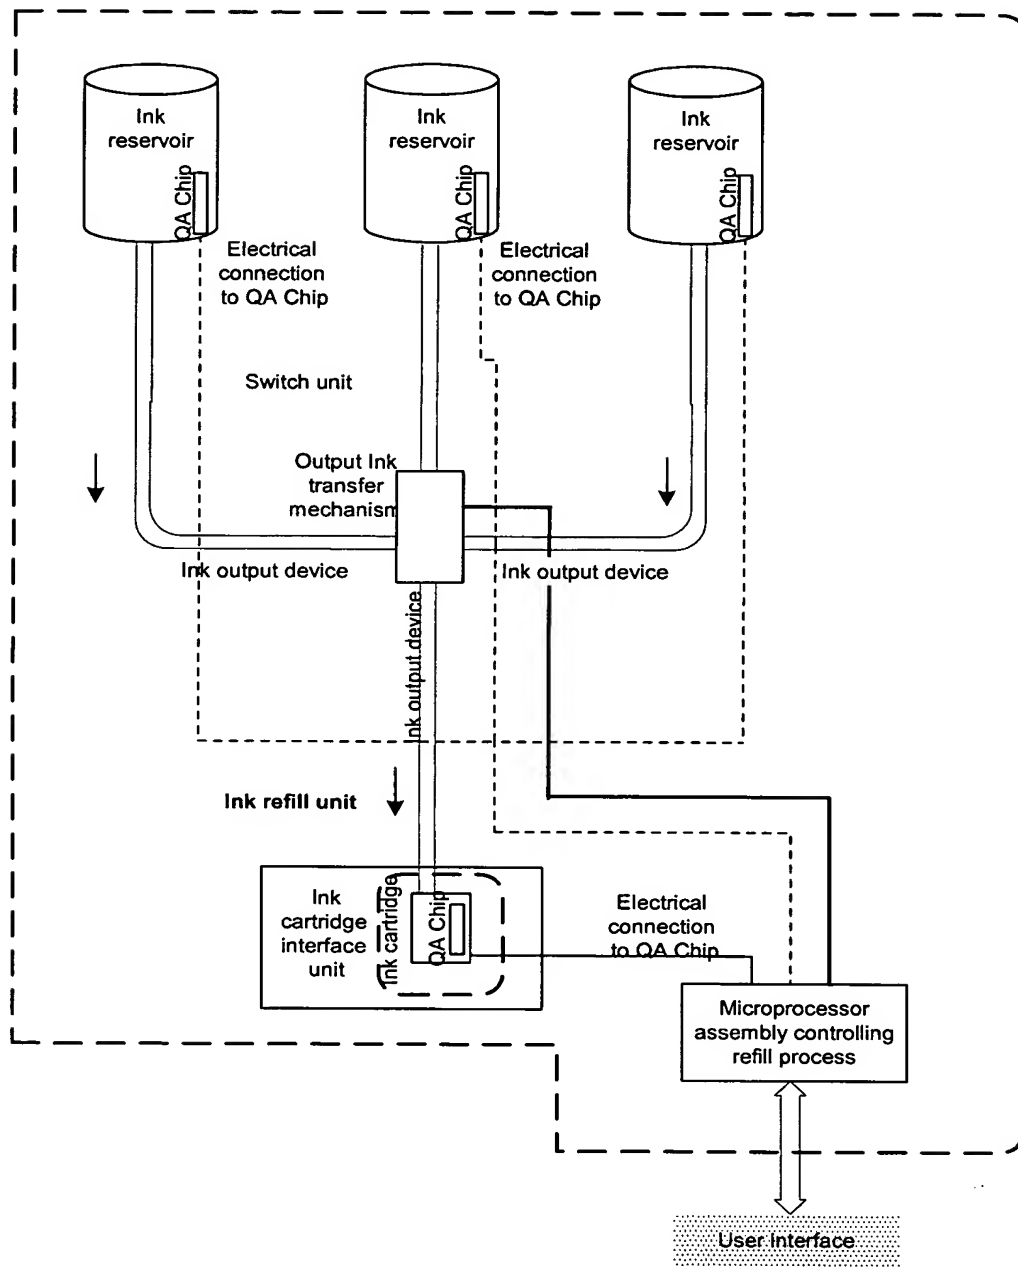 Ink
reservoir
QA Chip
Ink
reservoir
QA Chip
Ink
reservoir
QA Chip
Electrical
connection
to QA Chip
Electrical
connection
to QA Chip
Switch unit
Output Ink
transfer
mechanism
Ink output device
Ink output device
Ink output device
Ink refill unit
Ink
cartridge
interface
unit
Ink cartridge
QA Chip
Electrical
connection
to QA Chip
Microprocessor
assembly controlling
refill process
User Interface